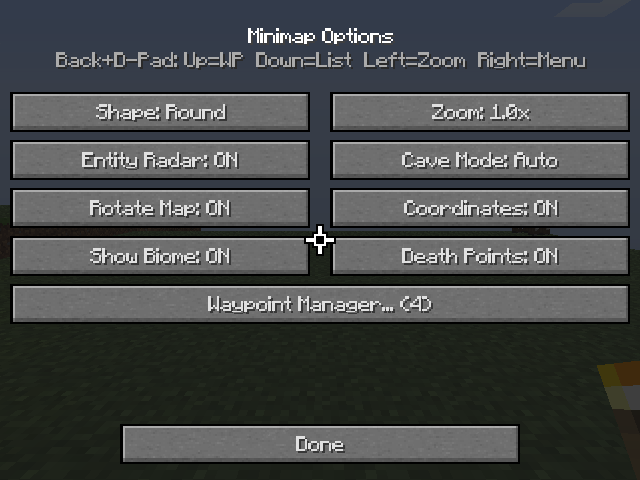 Minimap Options
Back+D-Pad: Up=WP Down=List Left=Zoom Right=Menu
Shape: Round
Zoom: 1.0x
Entity Radar: ON
Cave Mode: Auto
Rotate Map: ON
Coordinates: ON
Show Biome: ON
Death Points: ON
Waypoint Manager... (4)
Done